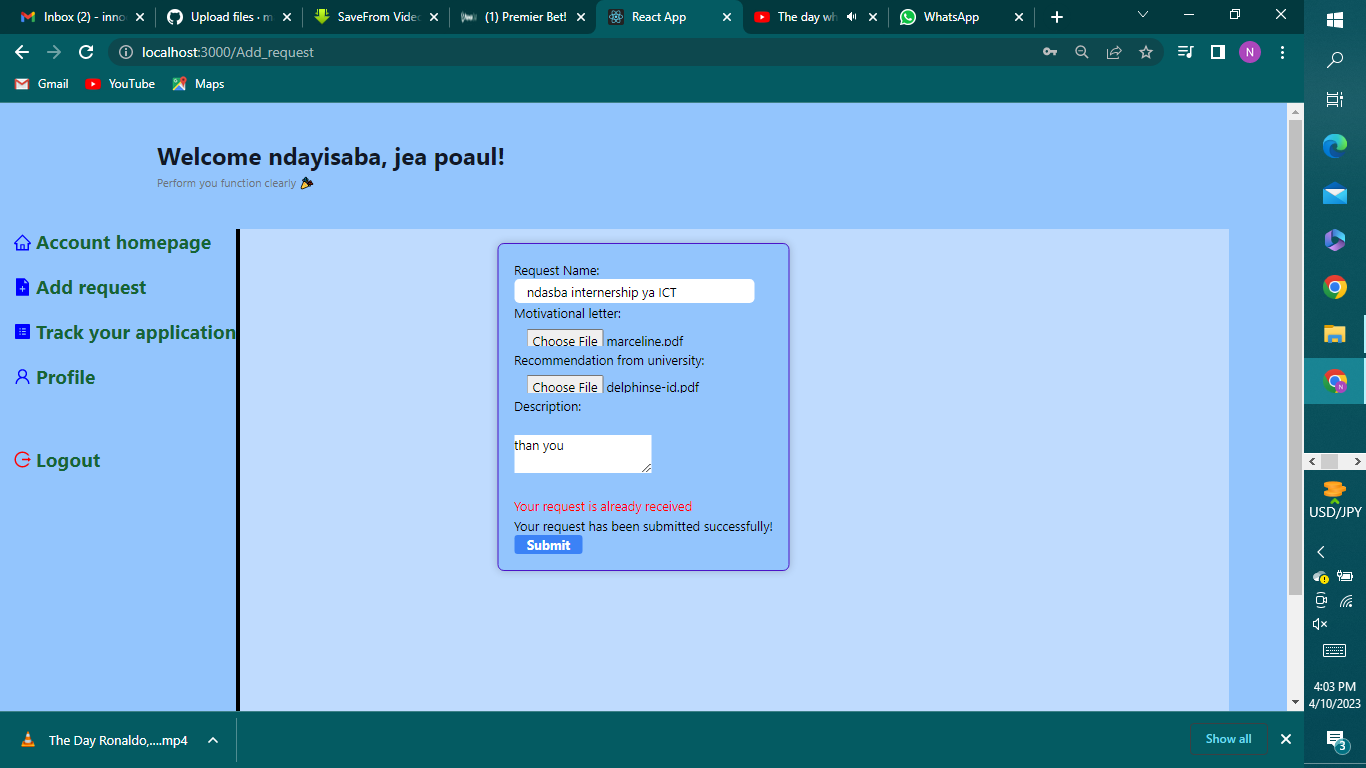 Inbox (2) - inno
Upload files · m
SaveFrom Video
(1) Premier Bet!
React App
The day wh
WhatsApp
localhost:3000/Add_request
N
Gmail
YouTube
Maps
Welcome ndayisaba, jea poaul!
Perform you function clearly
Account homepage
Add request
Track your application
Profile
Logout
Request Name:
ndasba internership ya ICT
Motivational letter:
Choose File marceline.pdf
Recommendation from university:
Choose File delphinse-id.pdf
Description:
than you
Your request is already received
Your request has been submitted successfully!
Submit
The Day Ronaldo,....mp4
Show all
N
USD/JPY
4:03 PM
4/10/2023
3